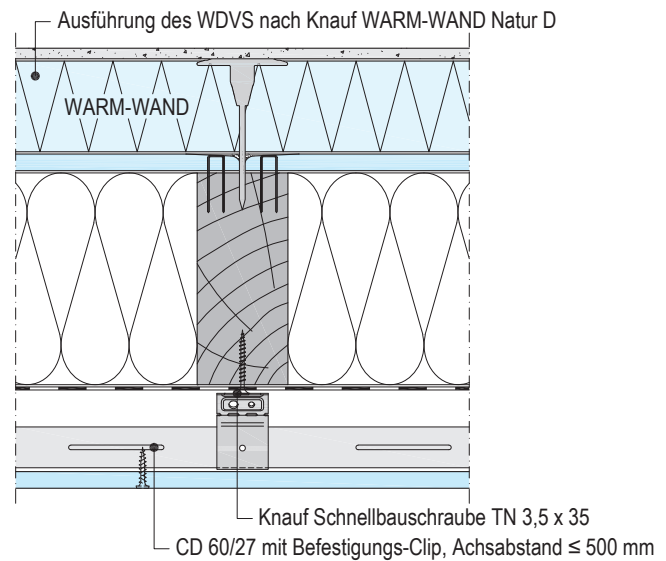 Ausführung des WDVS nach Knauf WARM-WAND Natur D
WARM-WAND
Knauf Schnellbauschraube TN 3,5 x 35
CD 60/27 mit Befestigungs-Clip, Achsabstand ≤ 500 mm